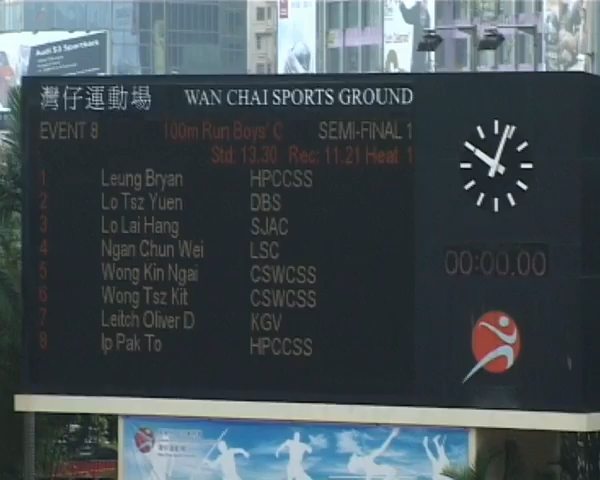 Audi S3 Sportback
灣仔運動場 WAN CHAI SPORTS GROUND
EVENT 8 100m Run Boys' C SEMI-FINAL 1
Std. 13.30 Rec: 11.21 Heat 1
1 Leung Bryan HPCCSS
2 Lo Tsz Yuen DBS
3 Lo Lai Hang SJAC
4 Ngan Chun Wei LSC
5 Wong Kin Ngai CSWCSS
6 Wong Tsz Kit CSWCSS
7 Leitch Oliver D KGV
8 Ip Pak To HPCCSS
00:00.00